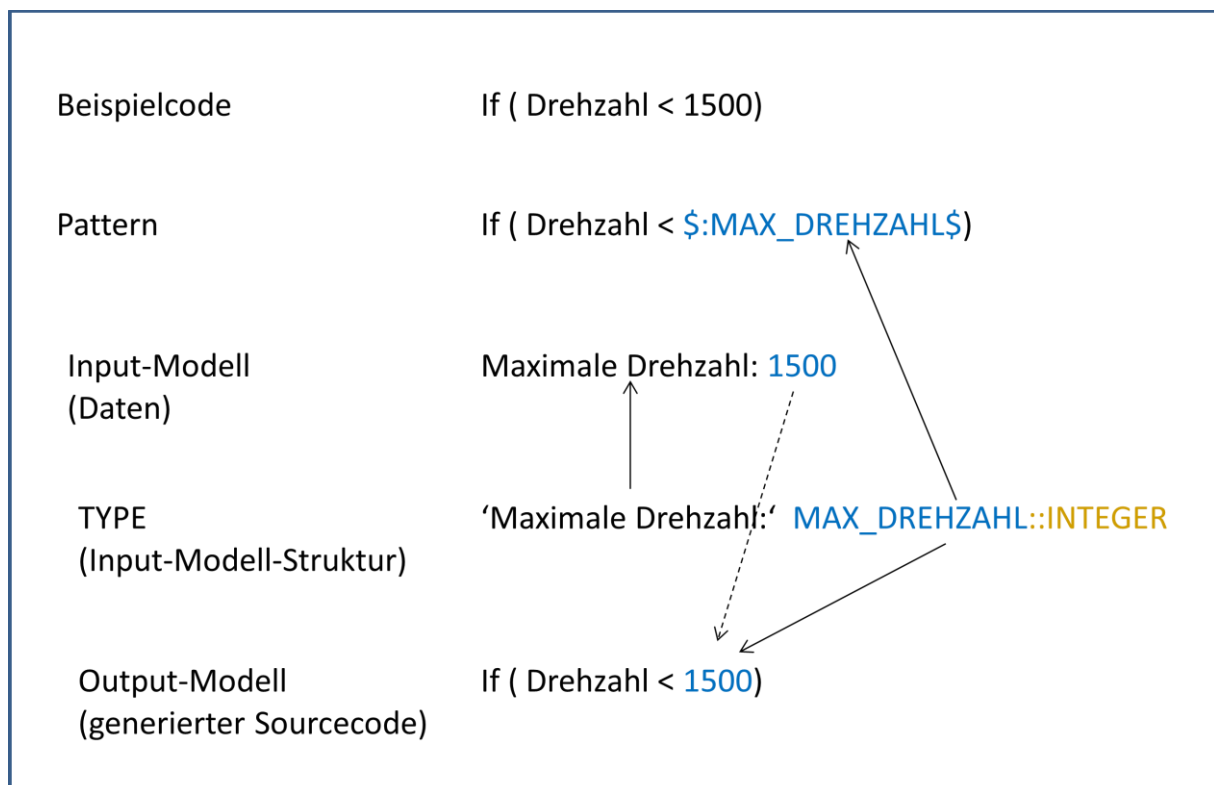 Beispielcode If ( Drehzahl < 1500)
Pattern If ( Drehzahl < $:MAX_DREHZAHL$)
Input-Modell Maximale Drehzahl: 1500
(Daten)
TYPE ‘Maximale Drehzahl:‘ MAX_DREHZAHL::INTEGER
(Input-Modell-Struktur)
Output-Modell If ( Drehzahl < 1500)
(generierter Sourcecode)